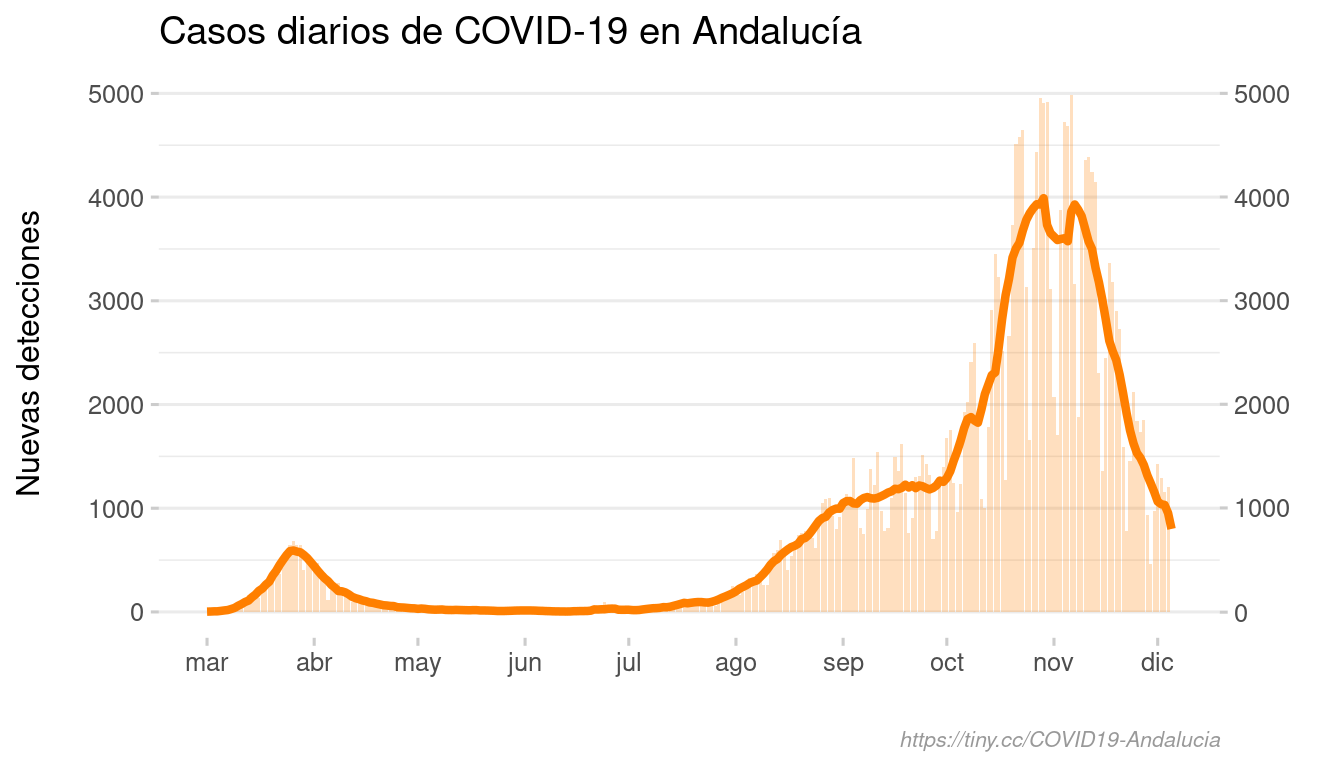 Casos diarios de COVID-19 en Andalucía
Nuevas detecciones
5000 5000
4000 4000
3000 3000
2000 2000
1000 1000
0 0
mar abr may jun jul ago sep oct nov dic
https://tiny.cc/COVID19-Andalucia